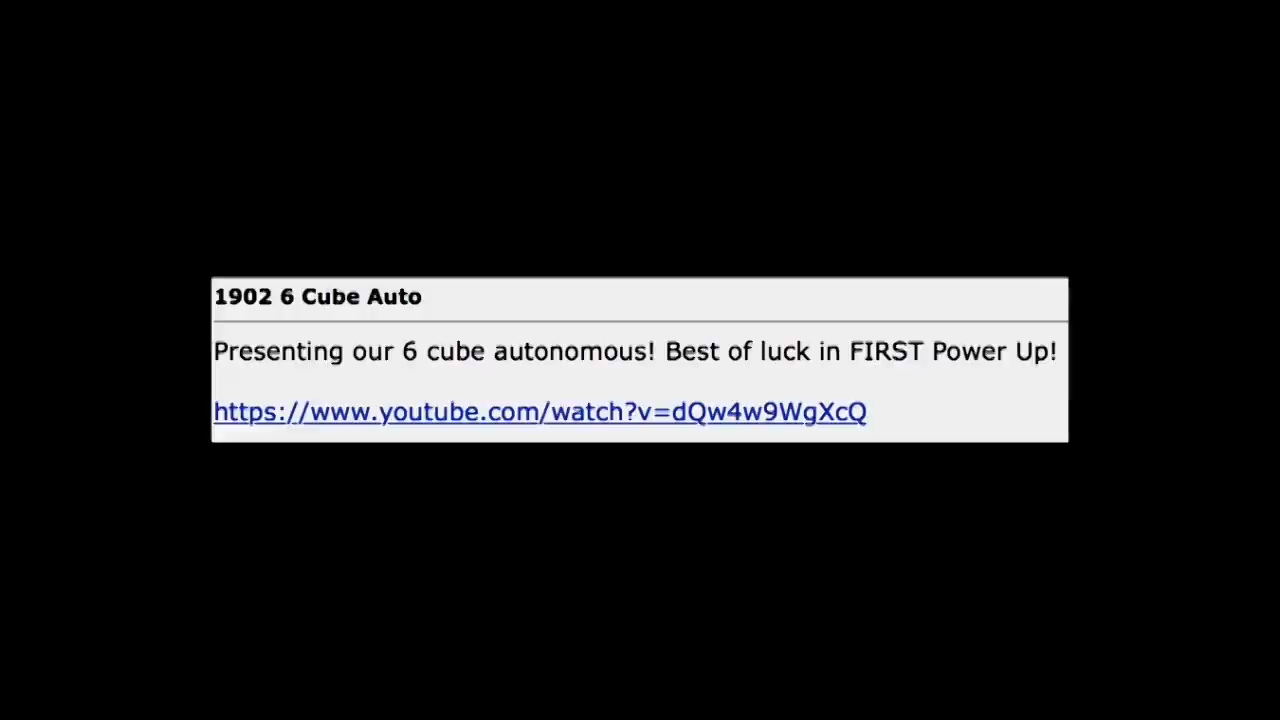 1902 6 Cube Auto
Presenting our 6 cube autonomous! Best of luck in FIRST Power Up!
https://www.youtube.com/watch?v=dQw4w9WgXcQ